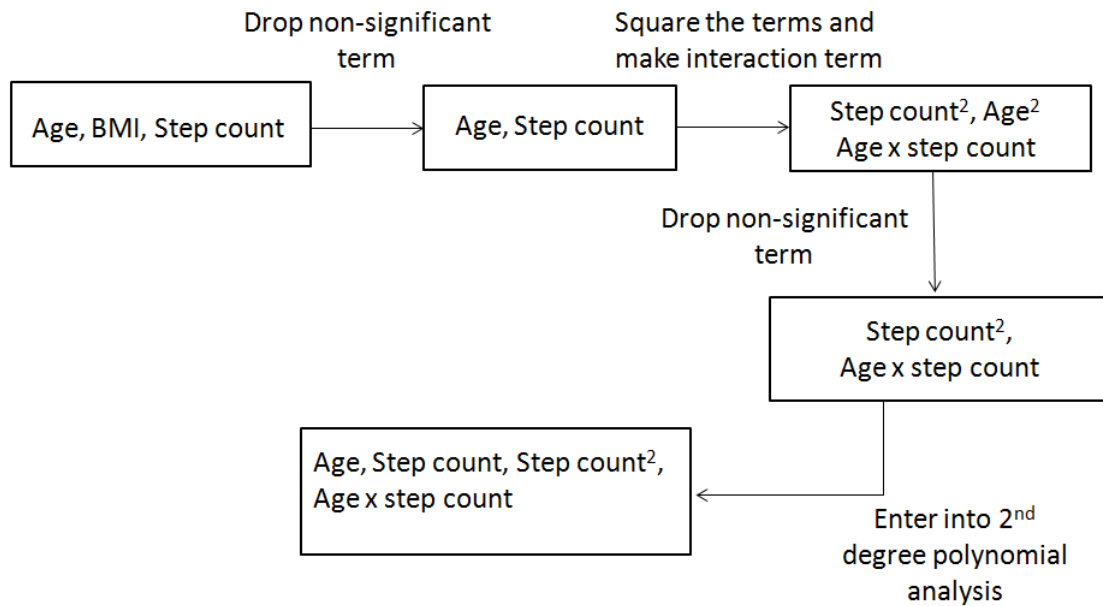 Drop non-significant
term
Square the terms and
make interaction term
Age, BMI, Step count
Age, Step count
Step count², Age²
Age x step count
Drop non-significant
term
Step count²,
Age x step count
Age, Step count, Step count²,
Age x step count
Enter into 2ⁿᵈ
degree polynomial
analysis